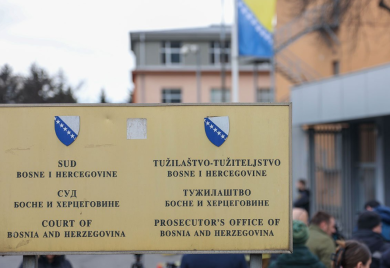 SUD
BOSNE I HERCEGOVINE
СУД
БОСНЕ И ХЕРЦЕГОВИНЕ
COURT OF
BOSNIA AND HERZEGOVINA
TUŽILAŠTVO-TUŽITELJSTVO
BOSNE I HERCEGOVINE
ТУЖИЛАШТВО
БОСНЕ И ХЕРЦЕГОВИНЕ
PROSECUTOR'S OFFICE OF
BOSNIA AND HERZEGOVINA